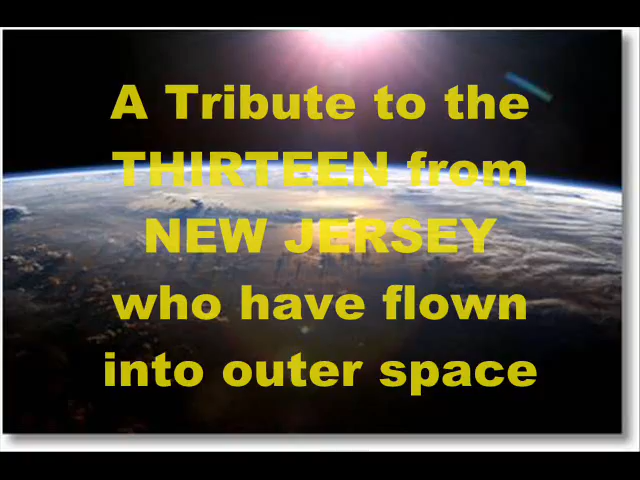 A Tribute to the
THIRTEEN from
NEW JERSEY
who have flown
into outer space